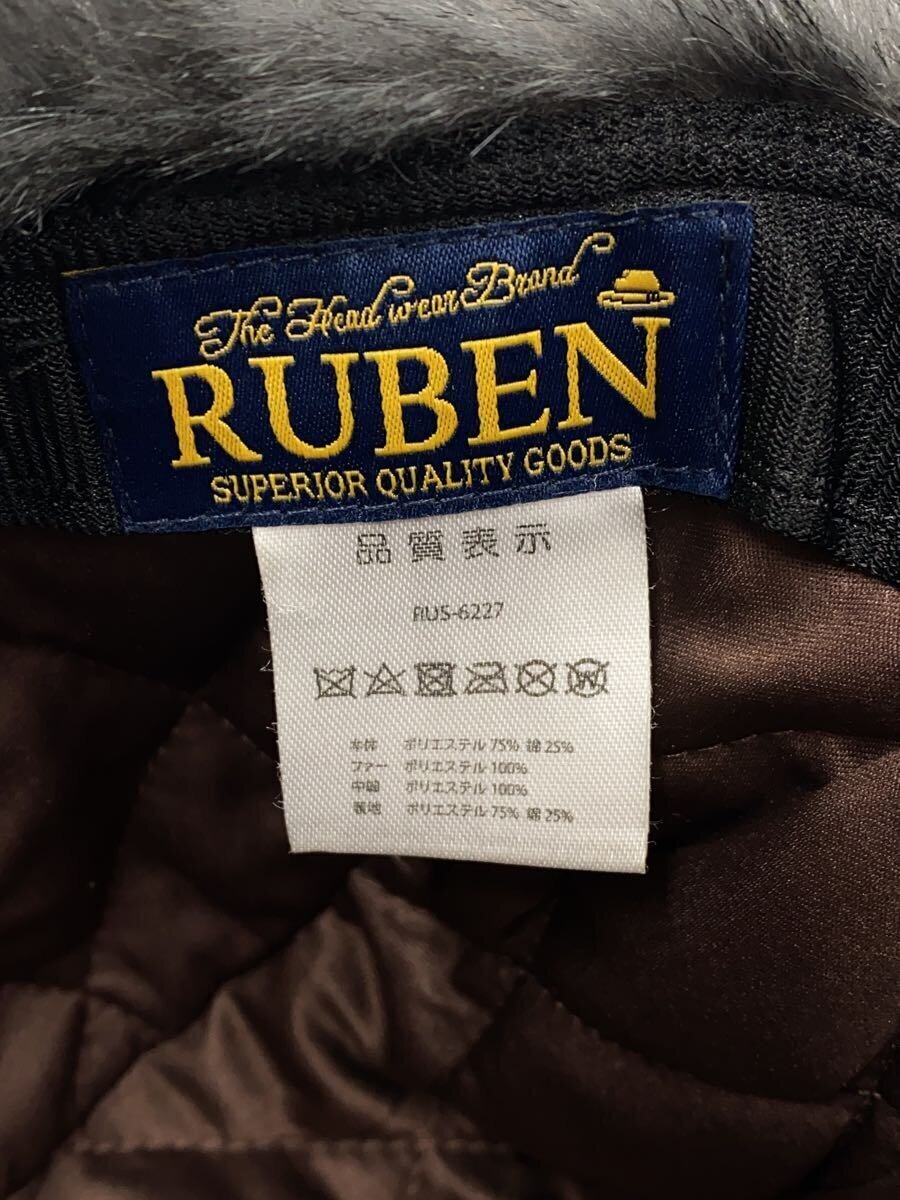 The Head wear Brand
RUBEN
SUPERIOR QUALITY GOODS
品質表示
RUS-6227
W
本体 ポリエステル 75% 綿 25%
ファー ポリエステル 100%
中綿 ポリエステル 100%
裏地 ポリエステル 75% 綿 25%